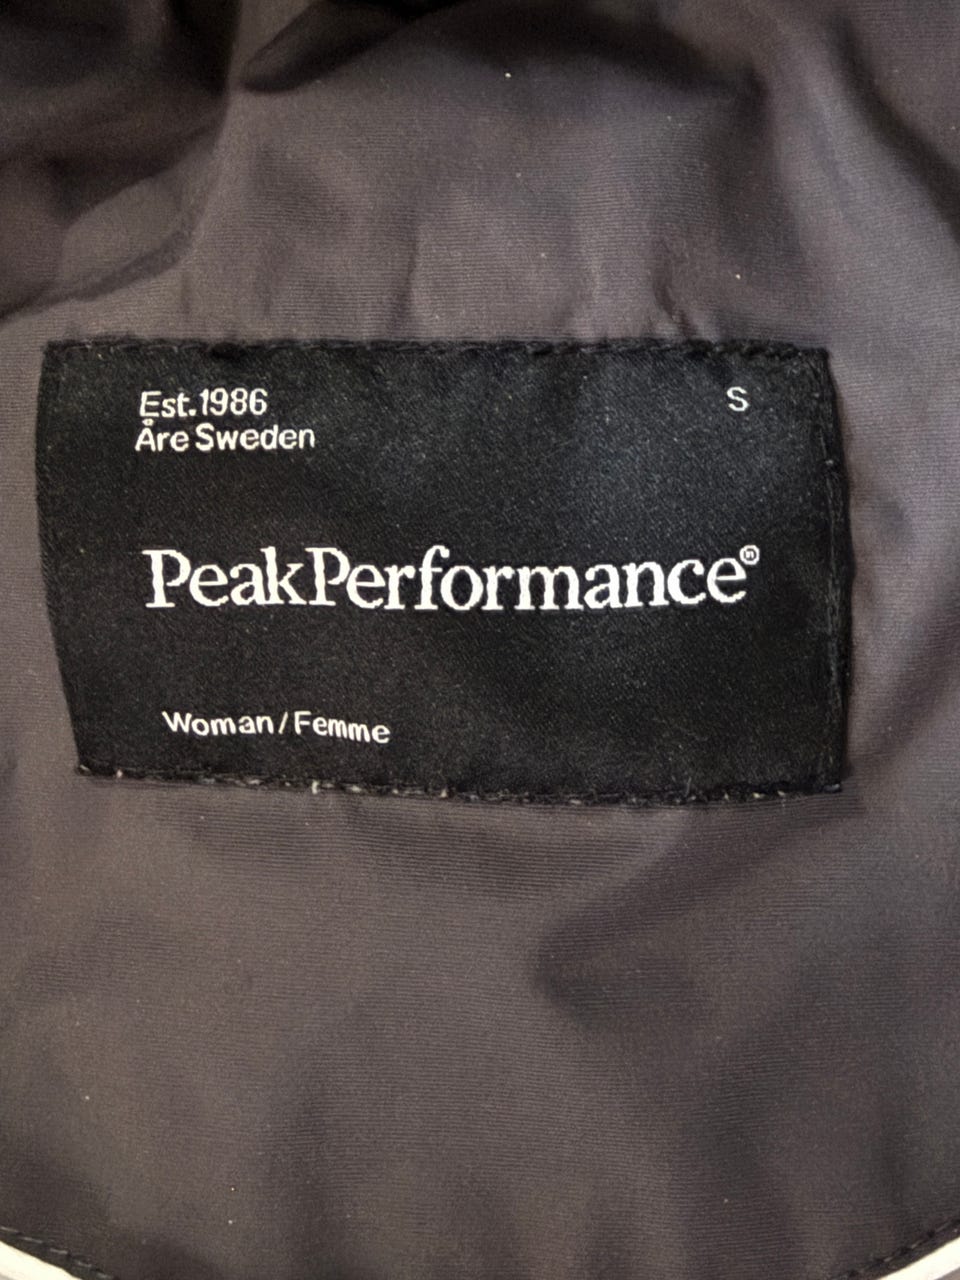 Est.1986
S
Åre Sweden
PeakPerformance®
Woman/Femme